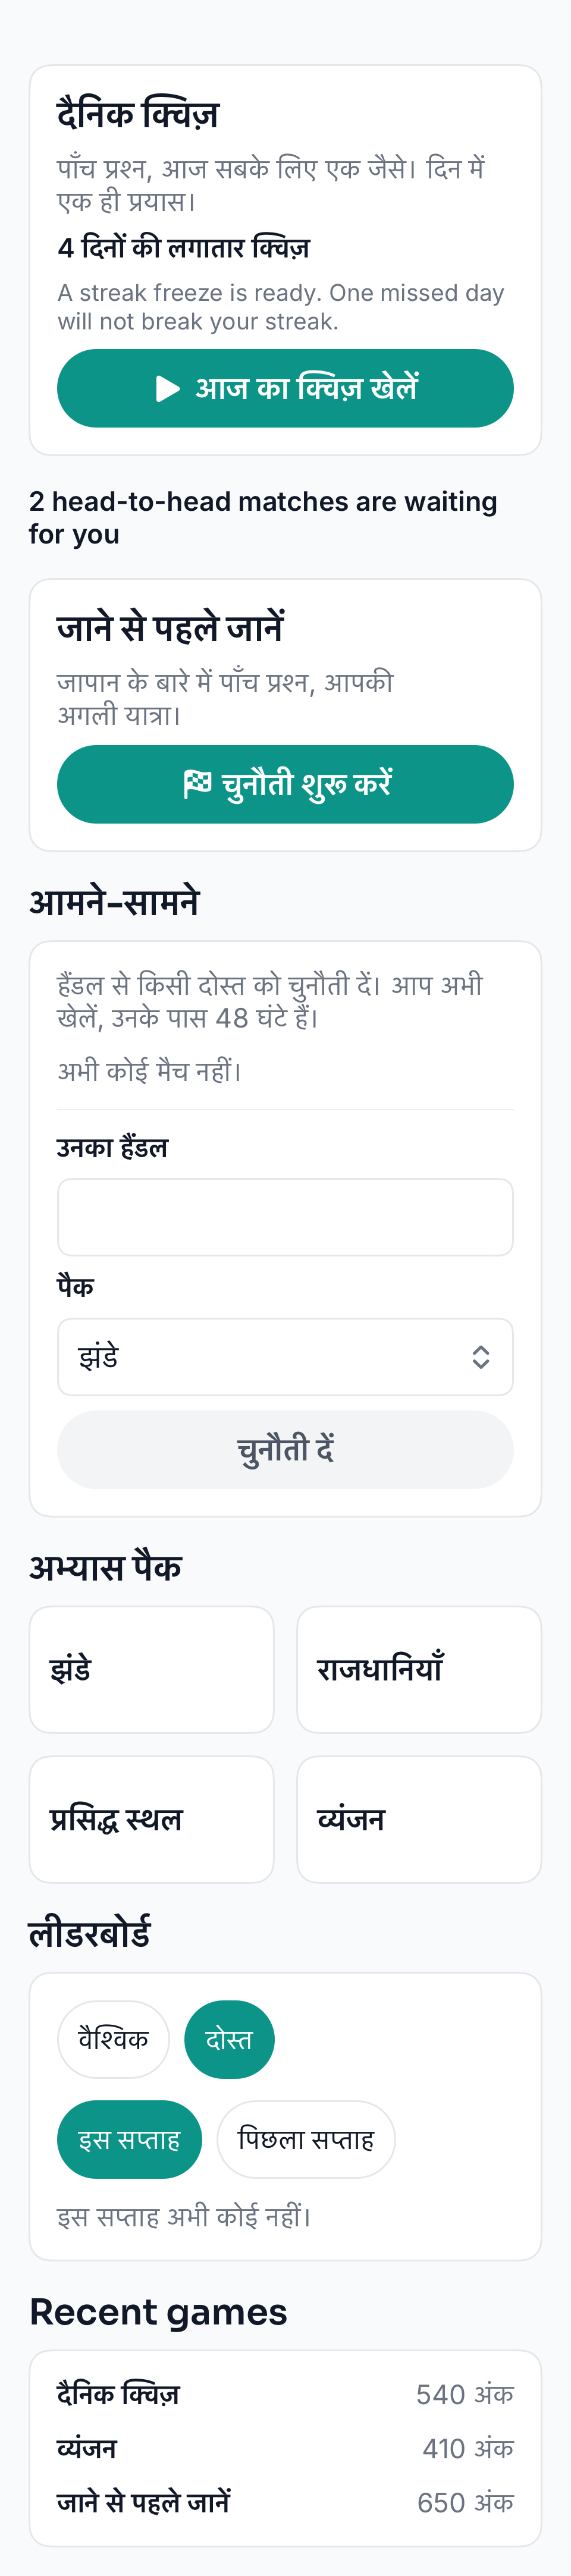 दैनिक क्विज़
पाँच प्रश्न, आज सबके लिए एक जैसे। दिन में
एक ही प्रयास।
4 दिनों की लगातार क्विज़
A streak freeze is ready. One missed day
will not break your streak.
आज का क्विज़ खेलें
2 head-to-head matches are waiting
for you
जाने से पहले जानें
जापान के बारे में पाँच प्रश्न, आपकी
अगली यात्रा।
चुनौती शुरू करें
आमने-सामने
हैंडल से किसी दोस्त को चुनौती दें। आप अभी
खेलें, उनके पास 48 घंटे हैं।
अभी कोई मैच नहीं।
उनका हैंडल
पैक
झंडे
चुनौती दें
अभ्यास पैक
झंडे
राजधानियाँ
प्रसिद्ध स्थल
व्यंजन
लीडरबोर्ड
वैश्विक
दोस्त
इस सप्ताह
पिछला सप्ताह
इस सप्ताह अभी कोई नहीं।
Recent games
दैनिक क्विज़ 540 अंक
व्यंजन 410 अंक
जाने से पहले जानें 650 अंक